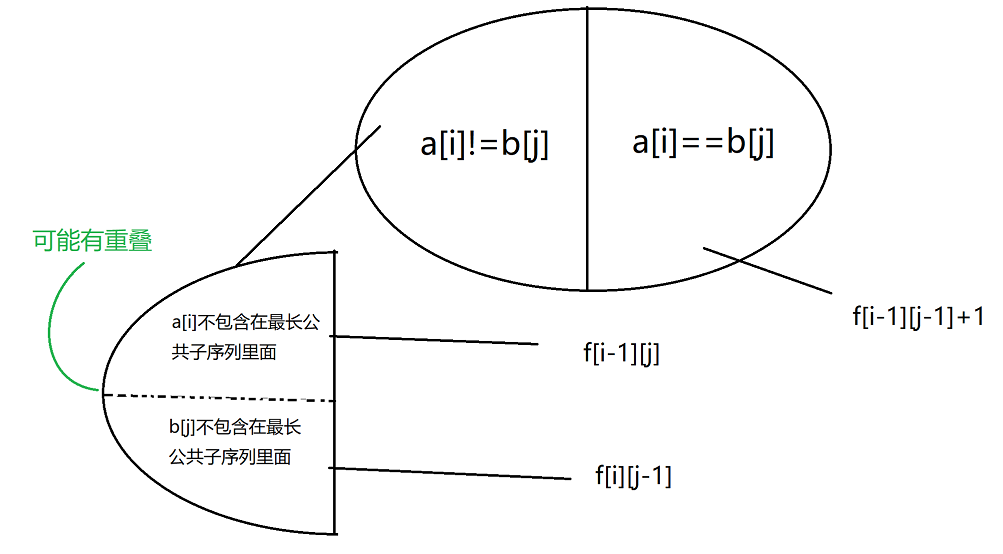 a[i]!=b[j]
a[i]==b[j]
可能有重叠
f[i-1][j-1]+1
a[i]不包含在最长公
共子序列里面
f[i-1][j]
b[j]不包含在最长
公共子序列里面
f[i][j-1]